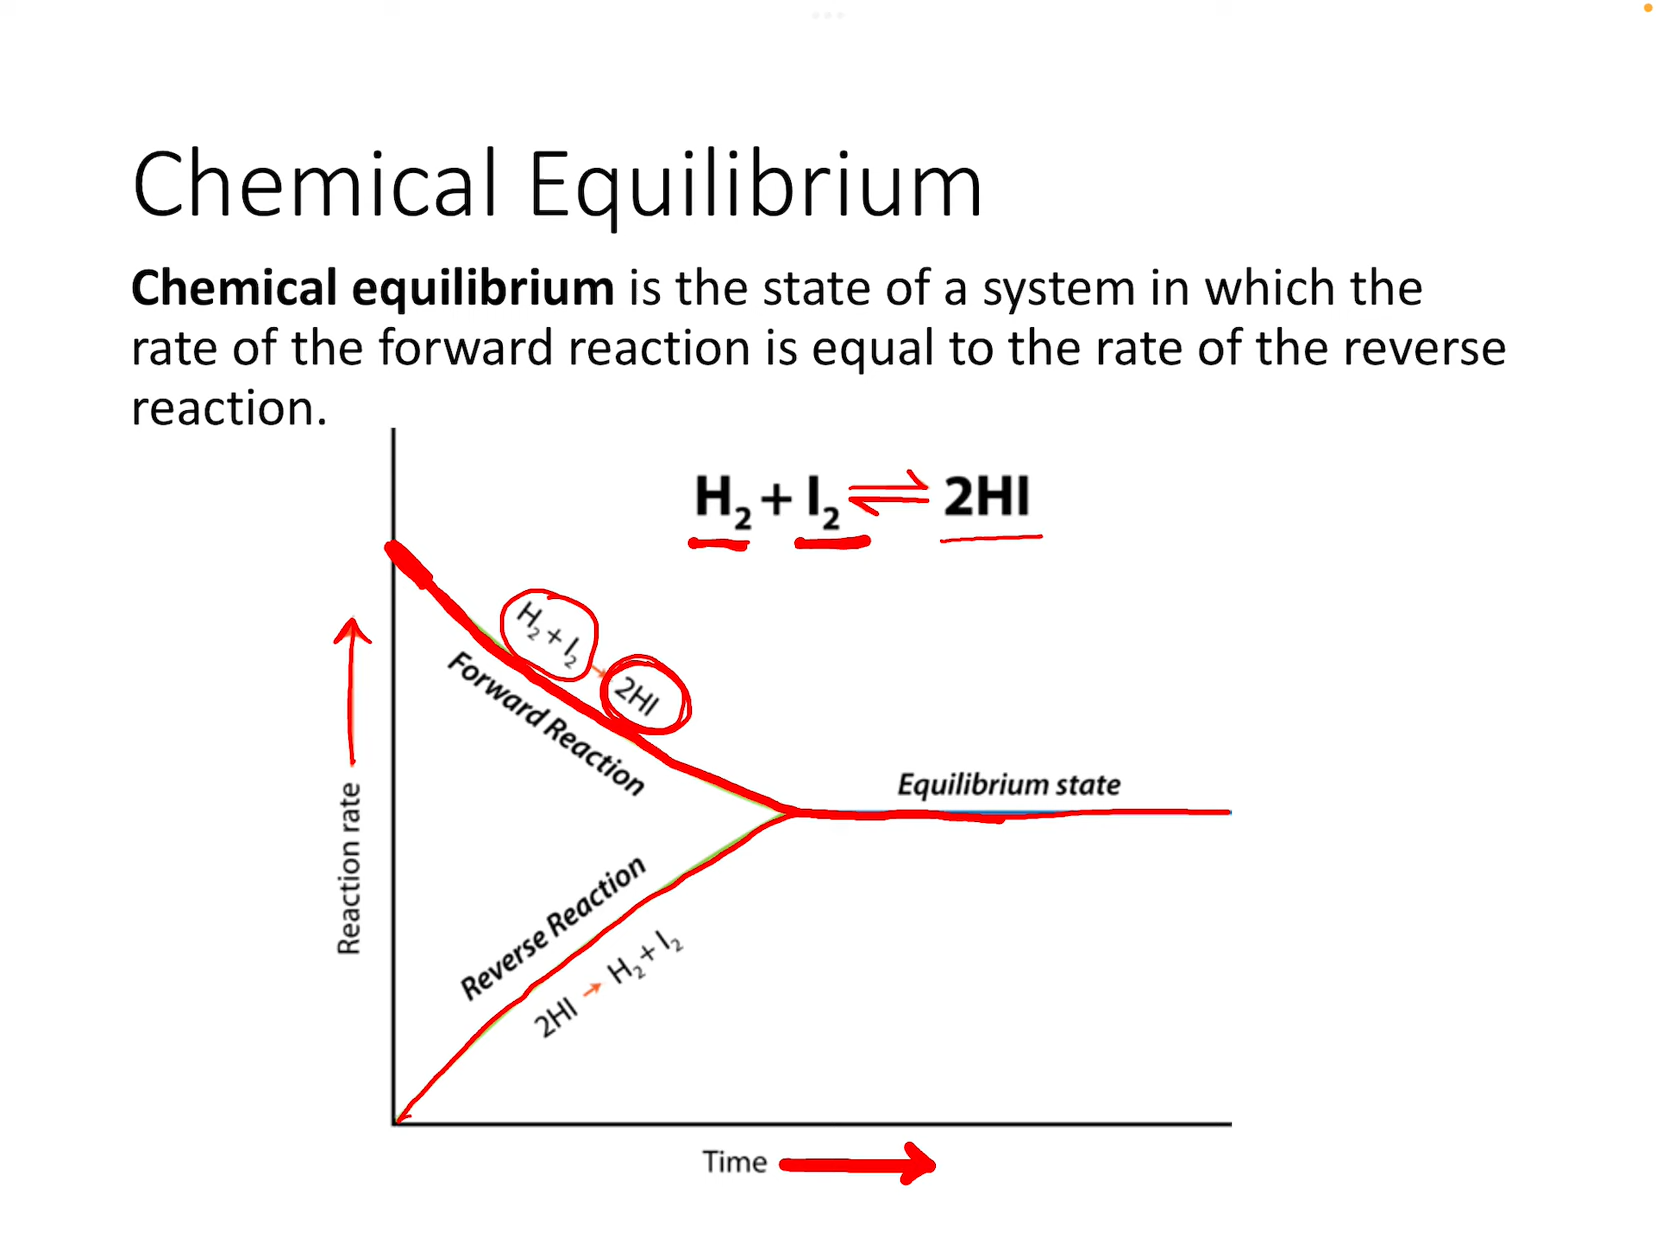 Chemical Equilibrium
Chemical equilibrium is the state of a system in which the
rate of the forward reaction is equal to the rate of the reverse
reaction.
H₂ + I₂ ⇌ 2HI
H₂ + I₂ → 2HI
Forward Reaction
Equilibrium state
Reaction rate
Reverse Reaction
2HI → H₂ + I₂
Time